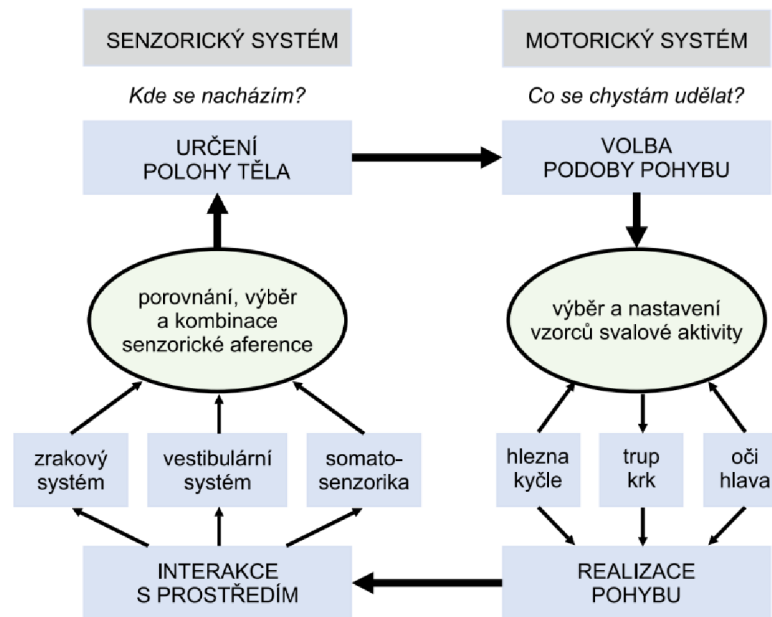 SENZORICKÝ SYSTÉM
MOTORICKÝ SYSTÉM
Kde se nacházím?
Co se chystám udělat?
URČENÍ
POLOHY TĚLA
VOLBA
PODOBY POHYBU
porovnání, výběr
a kombinace
senzorické aference
výběr a nastavení
vzorců svalové aktivity
zrakový
systém
vestibulární
systém
somato-
senzorika
hlezna
kyčle
trup
krk
oči
hlava
INTERAKCE
S PROSTŘEDÍM
REALIZACE
POHYBU